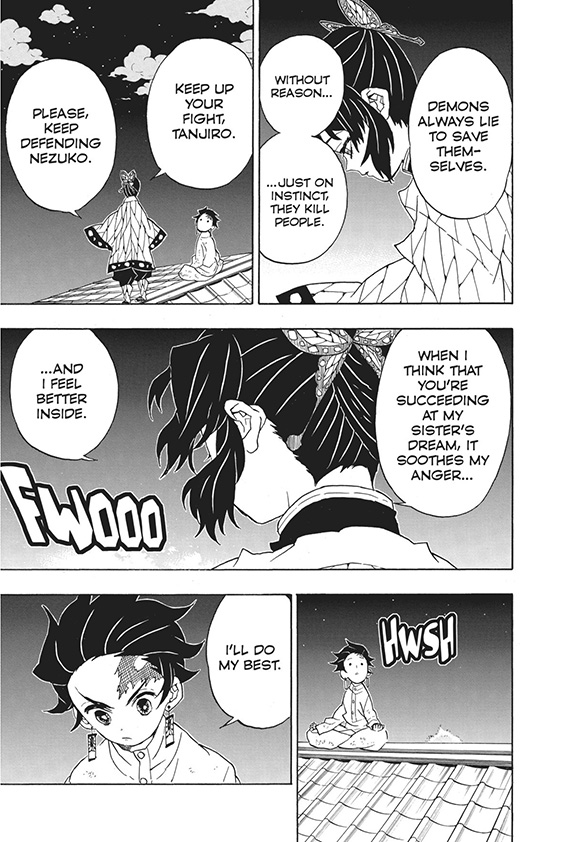 DEMONS
ALWAYS LIE
TO SAVE
THEM-
SELVES.
WITHOUT
REASON...
...JUST ON
INSTINCT,
THEY KILL
PEOPLE.
KEEP UP
YOUR
FIGHT,
TANJIRO.
PLEASE,
KEEP
DEFENDING
NEZUKO.
WHEN I
THINK THAT
YOU'RE
SUCCEEDING
AT MY
SISTER'S
DREAM, IT
SOOTHES MY
ANGER...
...AND
I FEEL
BETTER
INSIDE.
FWOOO
HWSH
I'LL DO
MY BEST.